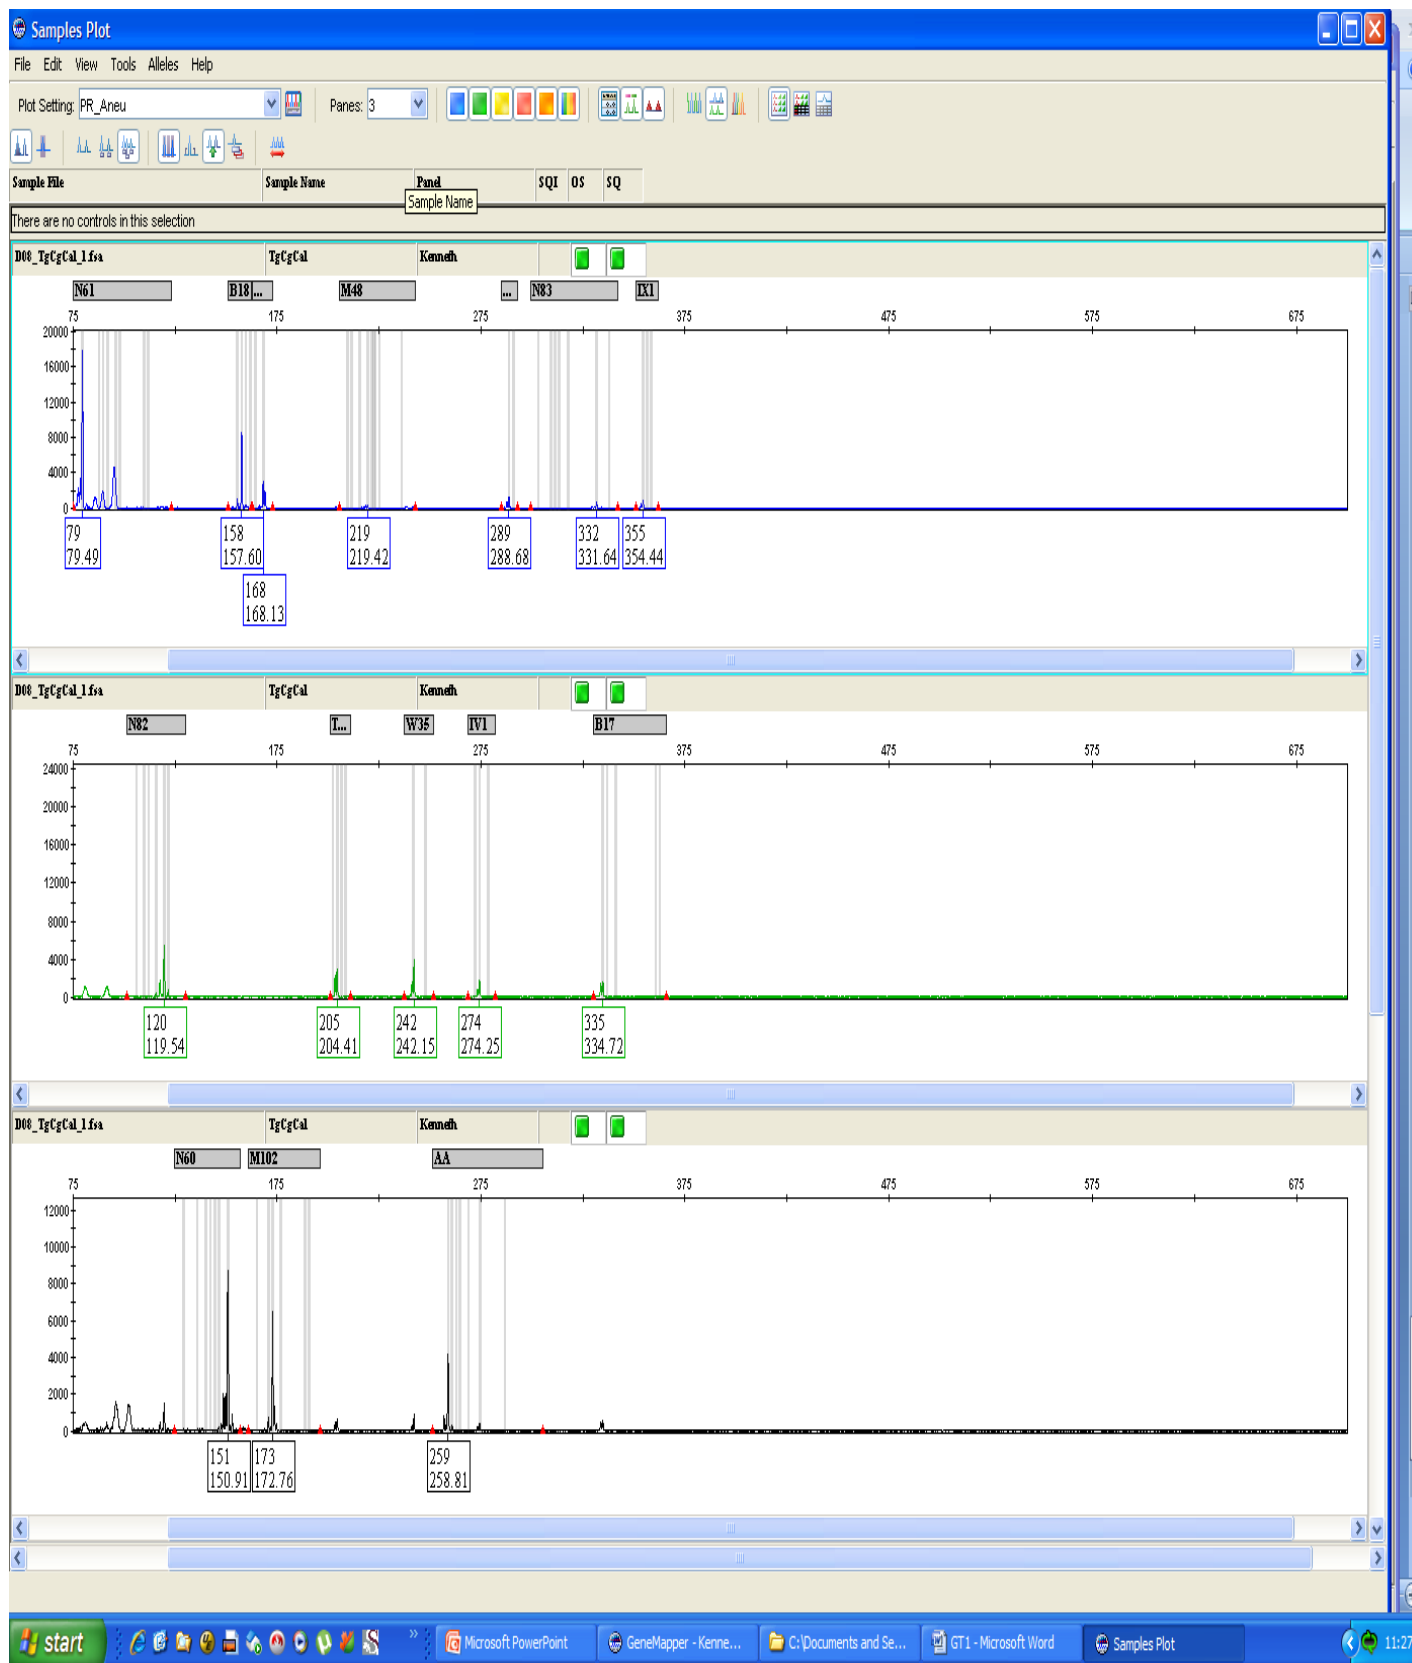 Samples Plot
File Edit View Tools Alleles Help
Plot Setting: PR_Aneu Panes: 3
Sample File Sample Name Panel SQI OS SQ
Sample Name
There are no controls in this selection
D08_TgCgCal_1.fsa TgCgCal Kenneth
N61 B18 ... M48 ... N83 IX1
75 175 275 375 475 575 675
20000
16000
12000
8000
4000
0
79 158 219 289 332 355
79.49 157.60 219.42 288.68 331.64 354.44
168
168.13
D08_TgCgCal_1.fsa TgCgCal Kenneth
N82 T... W35 IV1 B17
75 175 275 375 475 575 675
24000
20000
16000
12000
8000
4000
0
120 205 242 274 335
119.54 204.41 242.15 274.25 334.72
D08_TgCgCal_1.fsa TgCgCal Kenneth
N60 M102 AA
75 175 275 375 475 575 675
12000
10000
8000
6000
4000
2000
0
151 173 259
150.91 172.76 258.81
start Microsoft PowerPoint GeneMapper - Kenne... C:\Documents and Se... GT1 - Microsoft Word Samples Plot 11:27